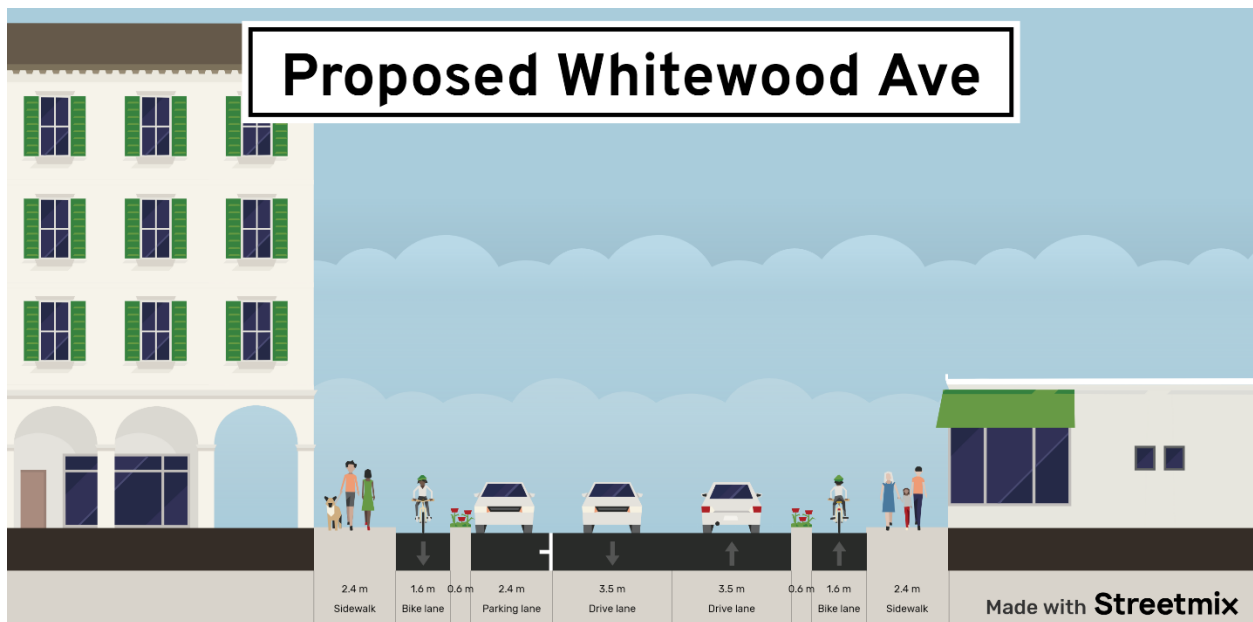 Proposed Whitewood Ave
2.4 m 1.6 m 0.6 m 2.4 m 3.5 m 3.5 m 0.6 m 1.6 m 2.4 m
Sidewalk Bike lane Parking lane Drive lane Drive lane Bike lane Sidewalk
Made with Streetmix